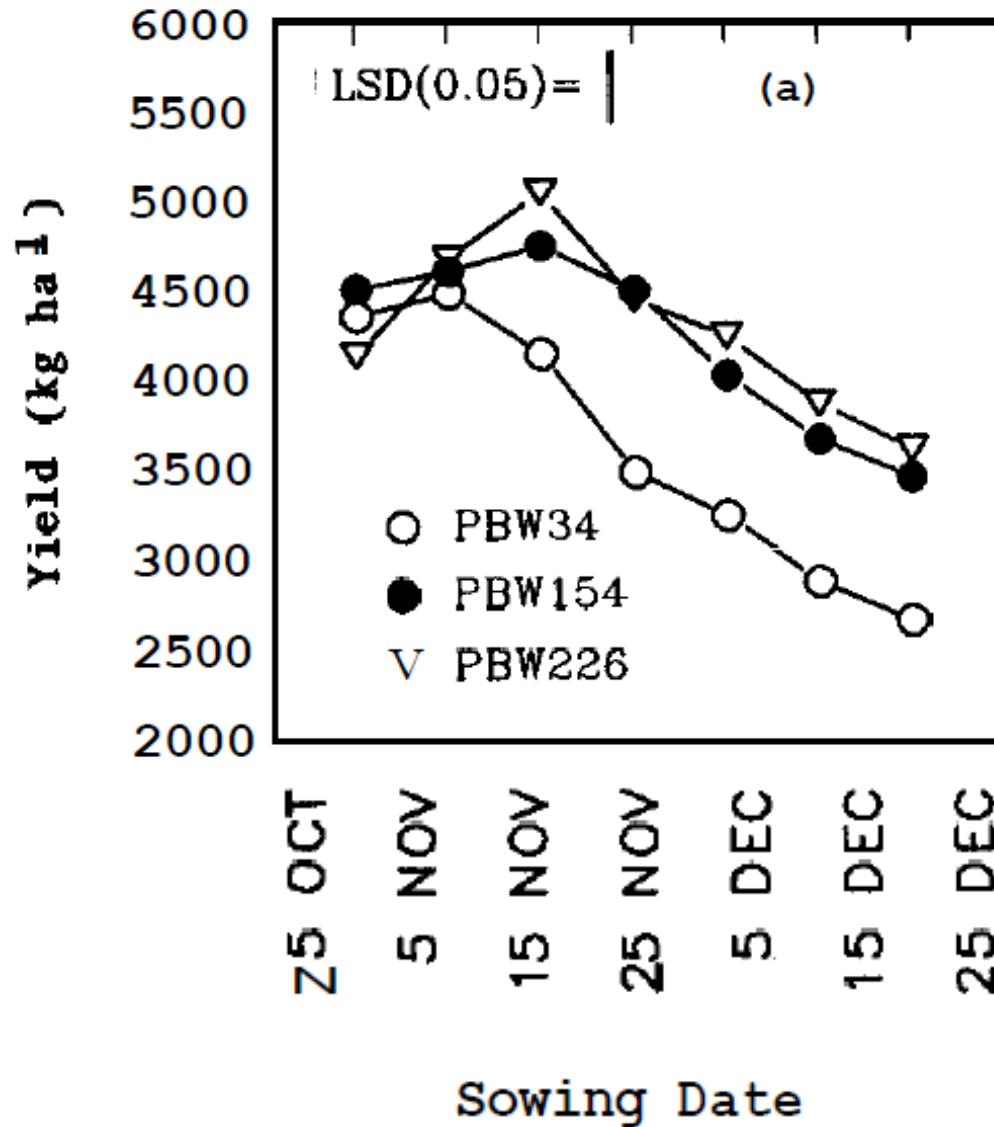 6000
LSD(0.05)= (a)
5500
5000
4500
4000
3500
3000
2500
2000
Yield (kg ha 1)
PBW34
PBW154
V PBW226
Z5 OCT
5 NOV
15 NOV
25 NOV
5 DEC
15 DEC
25 DEC
Sowing Date